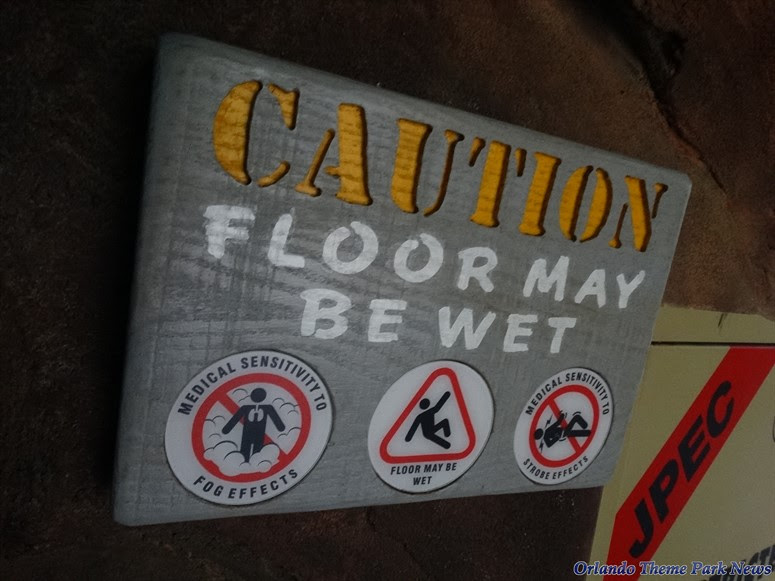 CAUTION
FLOOR MAY
BE WET
MEDICAL SENSITIVITY TO
FOG EFFECTS
FLOOR MAY BE
WET
MEDICAL SENSITIVITY TO
STROBE EFFECTS
JPEC
Orlando Theme Park News